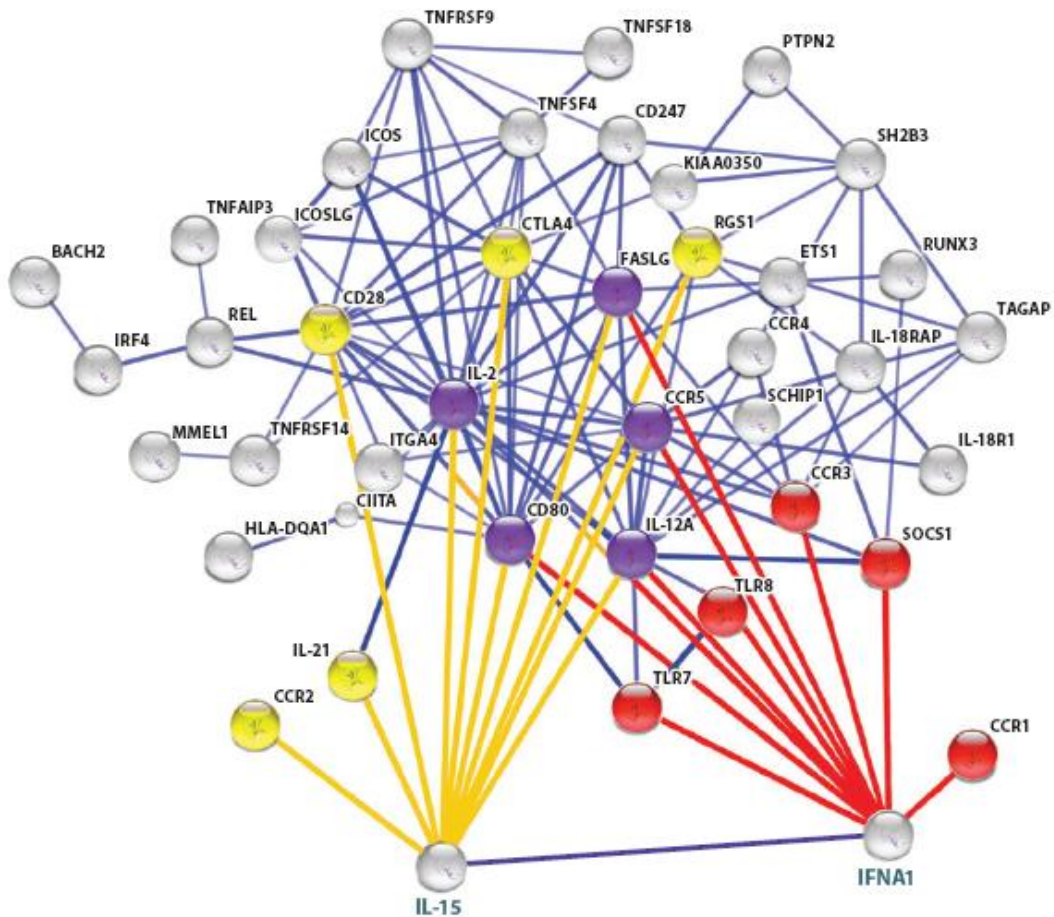 TNFRSF9
TNFSF18
PTPN2
TNFSF4
CD247
ICOS
SH2B3
KIAA0350
TNFAIP3
ICOSLG
CTLA4
RGS1
BACH2
FASLG
ETS1
RUNX3
CD28
TAGAP
REL
CCR4
IRF4
IL-18RAP
IL-2
CCR5
SCHIP1
MMEL1
TNFRSF14
ITGA4
IL-18R1
CCR3
CIITA
CD80
IL-12A
HLA-DQA1
SOCS1
TLR8
IL-21
TLR7
CCR2
CCR1
IFNA1
IL-15